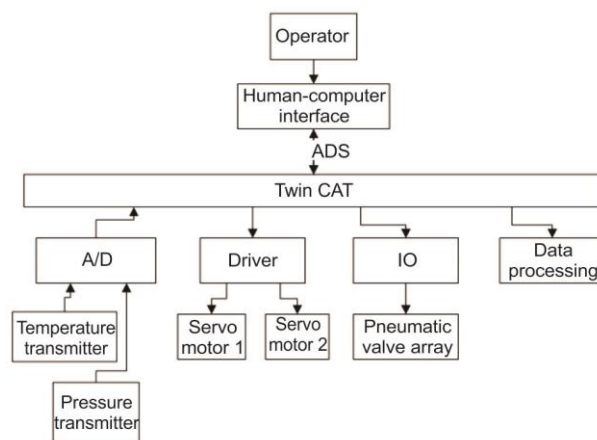 Operator
Human-computer
interface
ADS
Twin CAT
A/D
Driver
IO
Data
processing
Temperature
transmitter
Servo
motor 1
Servo
motor 2
Pneumatic
valve array
Pressure
transmitter